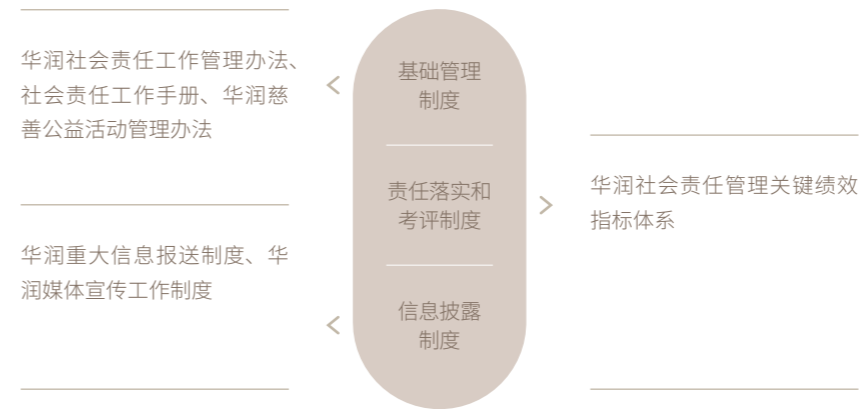 华润社会责任工作管理办法、
社会责任工作手册、华润慈
善公益活动管理办法
基础管理
制度
责任落实和
考评制度
华润社会责任管理关键绩效
指标体系
华润重大信息报送制度、华
润媒体宣传工作制度
信息披露
制度